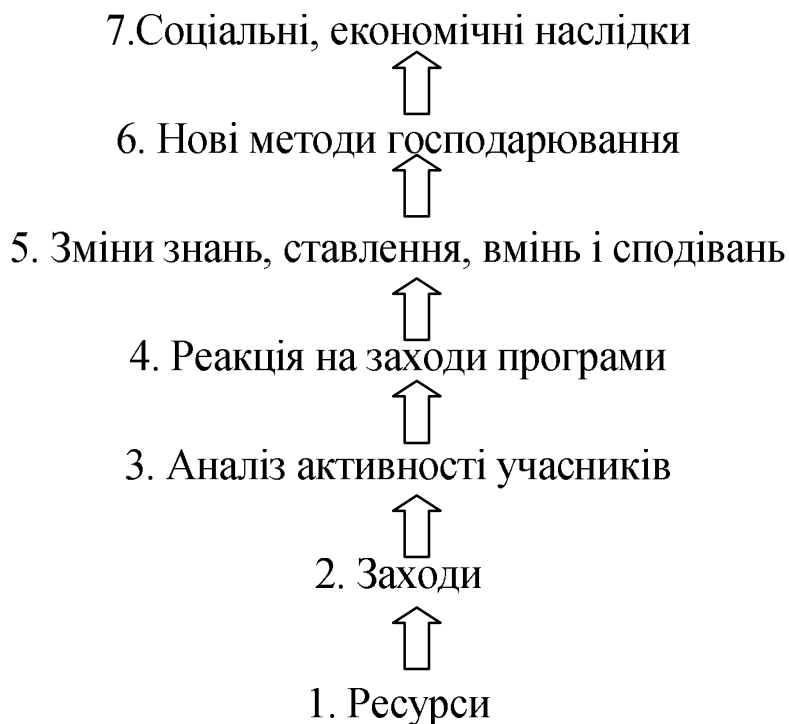 7.Соціальні, економічні наслідки
6. Нові методи господарювання
5. Зміни знань, ставлення, вмінь і сподівань
4. Реакція на заходи програми
3. Аналіз активності учасників
2. Заходи
1. Ресурси